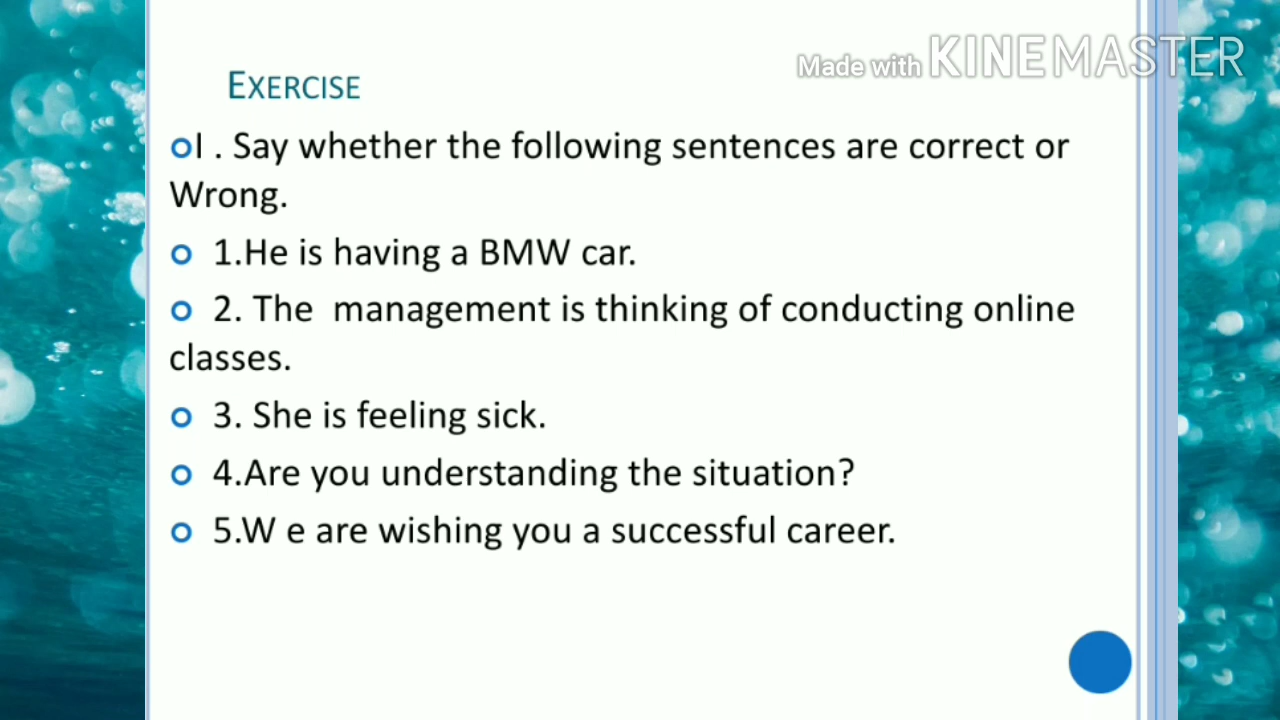 Made with KINEMASTER
EXERCISE
I . Say whether the following sentences are correct or
Wrong.
1.He is having a BMW car.
2. The management is thinking of conducting online
classes.
3. She is feeling sick.
4.Are you understanding the situation?
5.W e are wishing you a successful career.